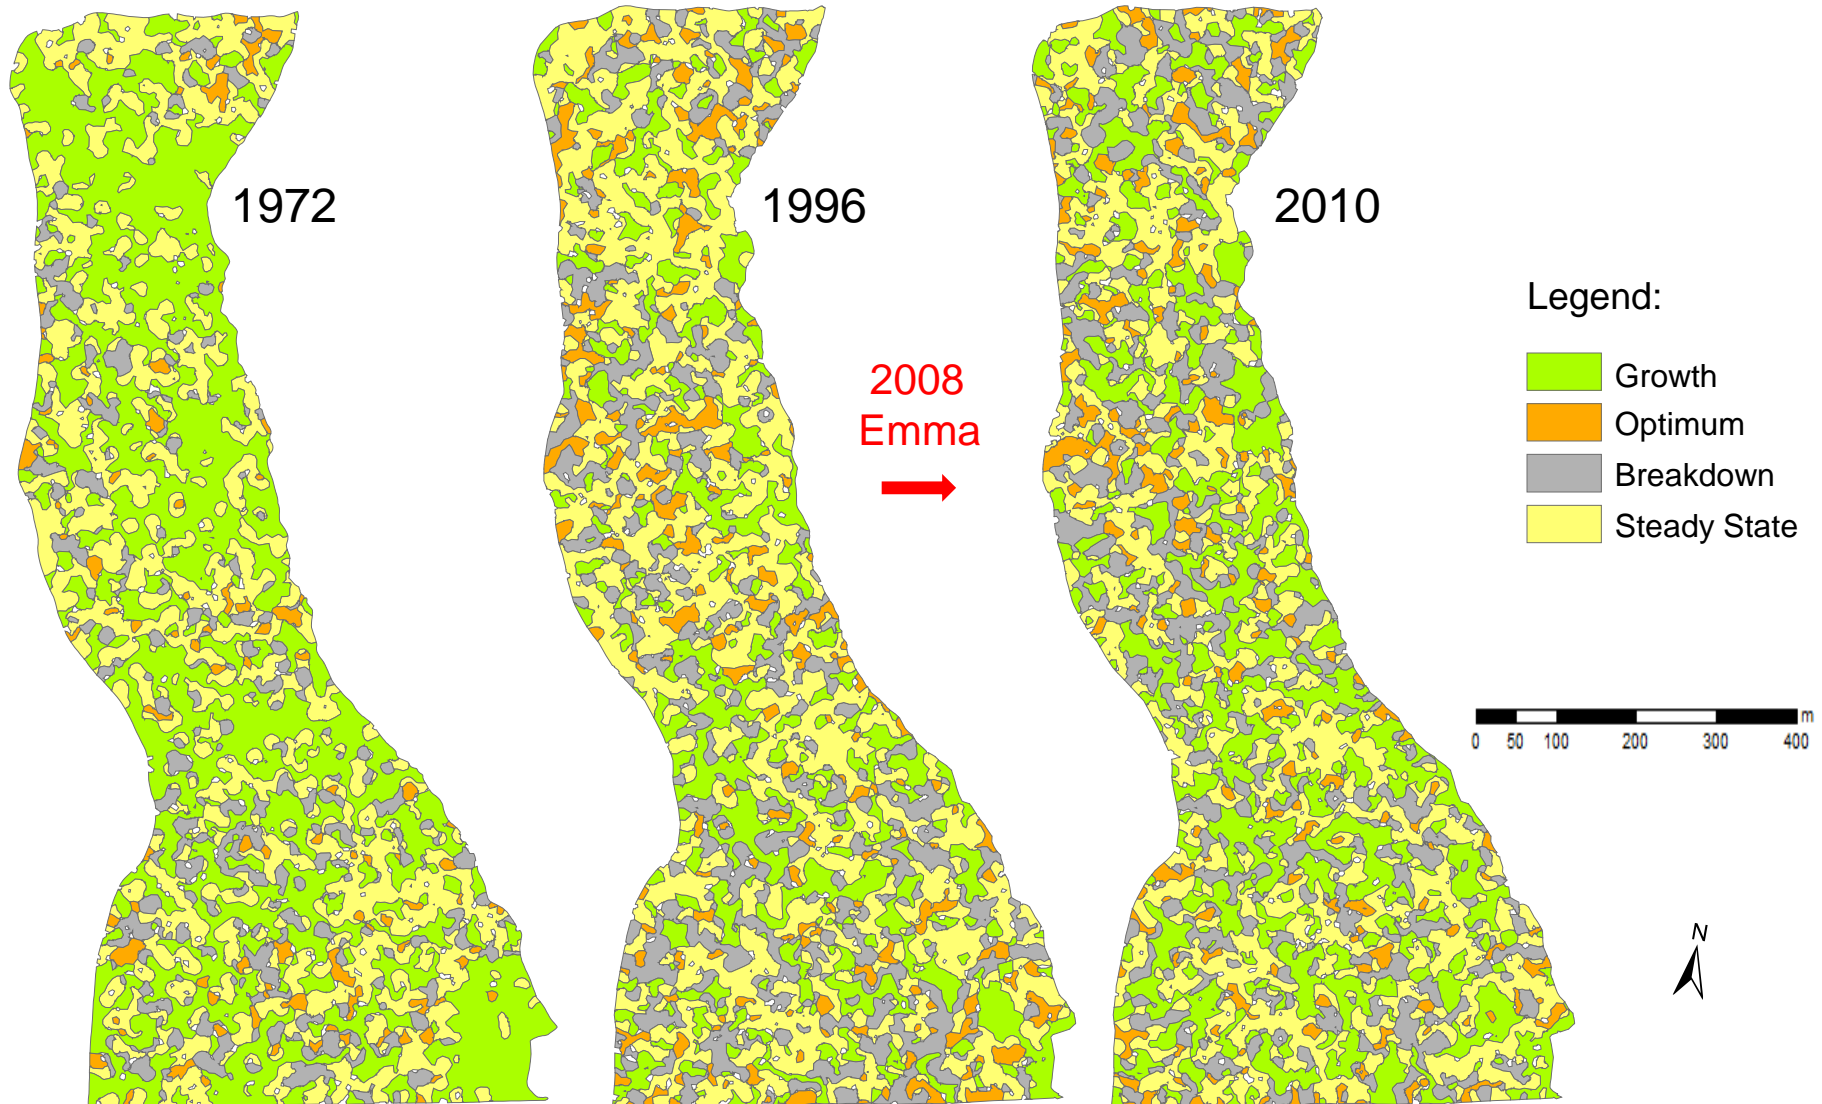 1972
1996
2010
2008
Emma
Legend:
Growth
Optimum
Breakdown
Steady State
0 50 100 200 300 400 m
N